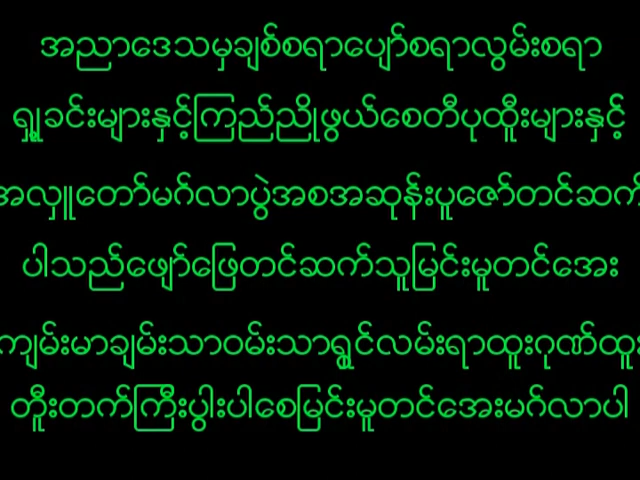 အညာဒေသမှချစ်စရာပျော်စရာလွမ်းစရာ
ရှုခင်းများနှင့်ကြည်ညိုဖွယ်စေတီပုထိုးများနှင့်
အလှူတော်မင်္ဂလာပွဲအစအဆုန်းပူဇော်တင်ဆက်
ပါသည်ဖျော်ဖြေတင်ဆက်သူမြင်းမူတင်အေး
ကျမ်းမာချမ်းသာဝမ်းသာရွှင်လမ်းရာထူးဂုဏ်ထူး
တိူးတက်ကြီးပွါးပါစေမြင်းမူတင်အေးမင်္ဂလာပါ